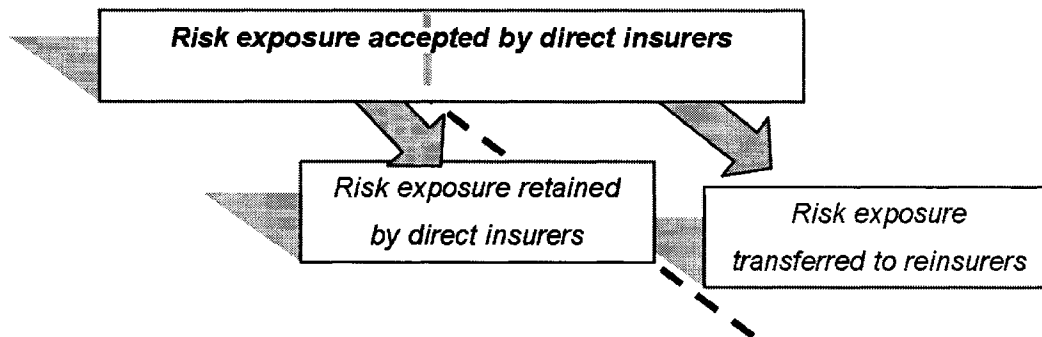 Risk exposure accepted by direct insurers
Risk exposure retained
by direct insurers
Risk exposure
transferred to reinsurers